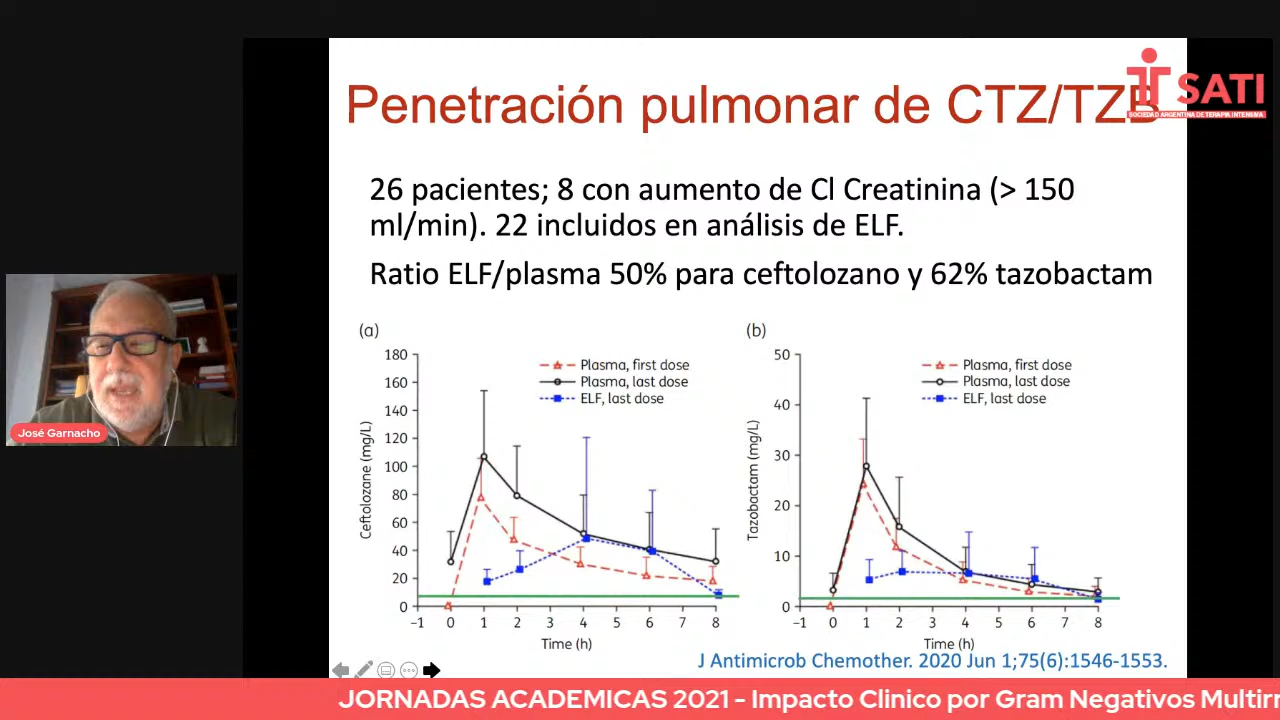 Penetración pulmonar de CTZ/TZB
SATI
SOCIEDAD ARGENTINA DE TERAPIA INTENSIVA
26 pacientes; 8 con aumento de Cl Creatinina (> 150
ml/min). 22 incluidos en análisis de ELF.
Ratio ELF/plasma 50% para ceftolozano y 62% tazobactam
(a)
Ceftolozane (mg/L)
180
160
140
120
100
80
60
40
20
0
Plasma, first dose
Plasma, last dose
ELF, last dose
−1 0 1 2 3 4 5 6 7 8
Time (h)
(b)
Tazobactam (mg/L)
50
40
30
20
10
0
Plasma, first dose
Plasma, last dose
ELF, last dose
−1 0 1 2 3 4 5 6 7 8
Time (h)
J Antimicrob Chemother. 2020 Jun 1;75(6):1546-1553.
José Garnacho
JORNADAS ACADEMICAS 2021 - Impacto Clinico por Gram Negativos Multirr